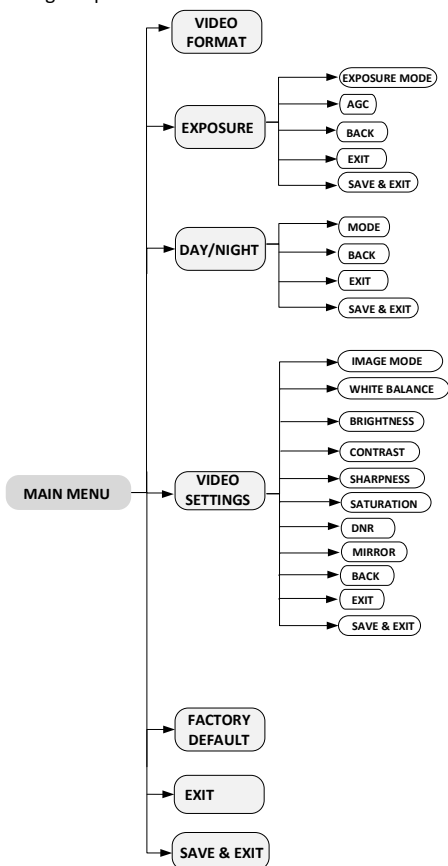 VIDEO
FORMAT
EXPOSURE MODE
AGC
EXPOSURE
BACK
EXIT
SAVE & EXIT
MODE
DAY/NIGHT
BACK
EXIT
SAVE & EXIT
IMAGE MODE
WHITE BALANCE
BRIGHTNESS
CONTRAST
MAIN MENU
VIDEO
SETTINGS
SHARPNESS
SATURATION
DNR
MIRROR
BACK
EXIT
SAVE & EXIT
FACTORY
DEFAULT
EXIT
SAVE & EXIT